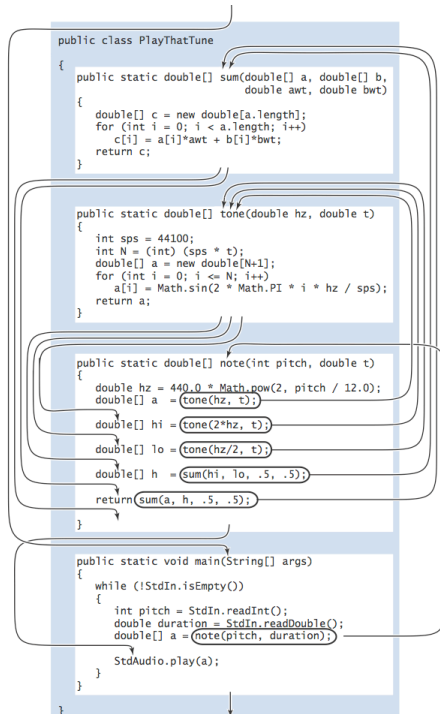 public class PlayThatTune
{
public static double[] sum(double[] a, double[] b,
double awt, double bwt)
{
double[] c = new double[a.length];
for (int i = 0; i < a.length; i++)
c[i] = a[i]*awt + b[i]*bwt;
return c;
}
public static double[] tone(double hz, double t)
{
int sps = 44100;
int N = (int) (sps * t);
double[] a = new double[N+1];
for (int i = 0; i <= N; i++)
a[i] = Math.sin(2 * Math.PI * i * hz / sps);
return a;
}
public static double[] note(int pitch, double t)
{
double hz = 440.0 * Math.pow(2, pitch / 12.0);
double[] a = tone(hz, t);
double[] hi = tone(2*hz, t);
double[] lo = tone(hz/2, t);
double[] h = sum(hi, lo, .5, .5);
return sum(a, h, .5, .5);
}
public static void main(String[] args)
{
while (!StdIn.isEmpty())
{
int pitch = StdIn.readInt();
double duration = StdIn.readDouble();
double[] a = note(pitch, duration);
StdAudio.play(a);
}
}
}